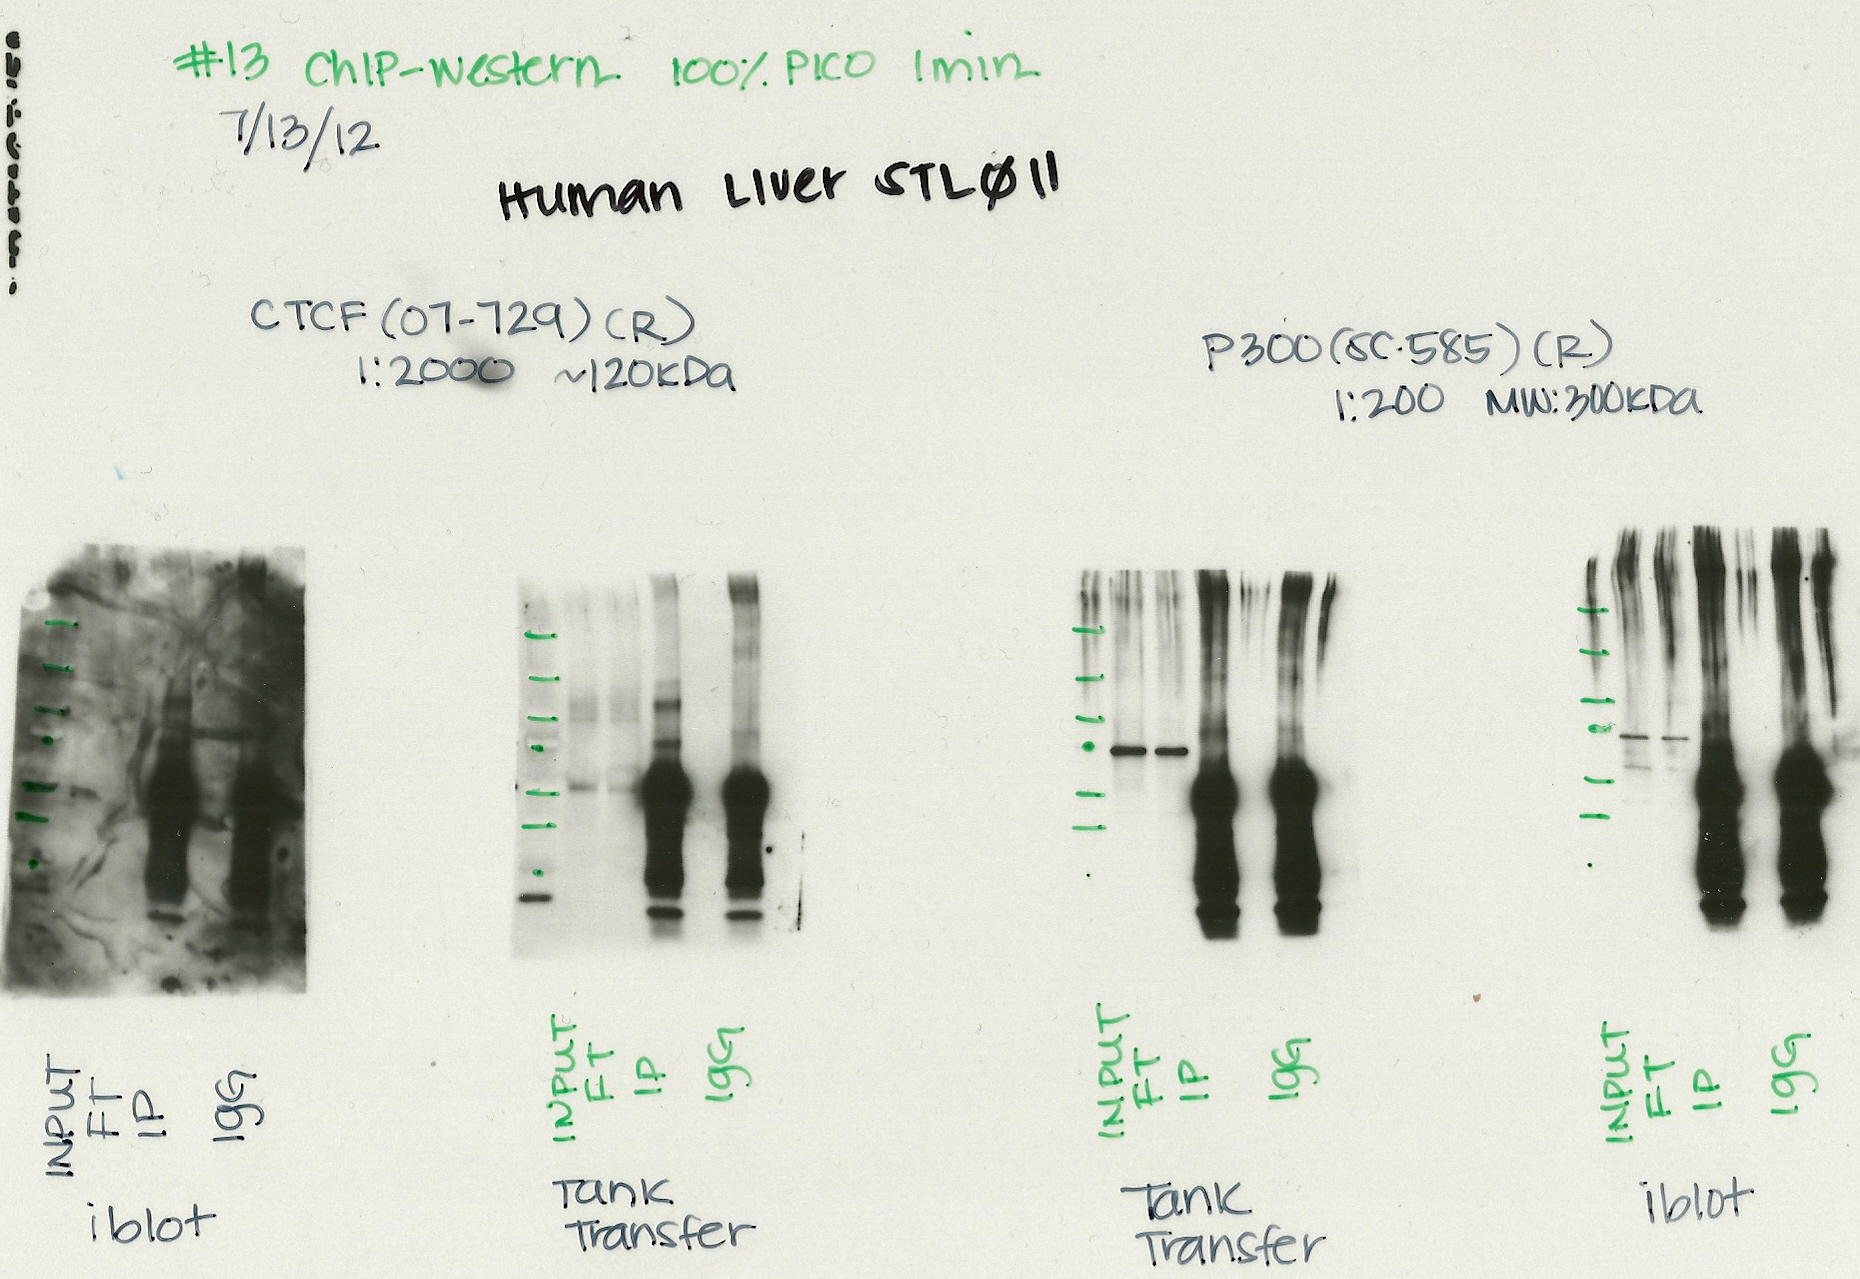 #13 ChIP-Western 100% PICO 1min
7/13/12
Human Liver STLØ11
CTCF (07-729) (R)
1:2000 ~120KDa
P300 (SC-585) (R)
1:200 MW:300KDa
INPUT
FT
IP
IgG
iblot
INPUT
FT
IP
IgG
Tank
Transfer
INPUT
FT
IP
IgG
Tank
Transfer
INPUT
FT
IP
IgG
iblot